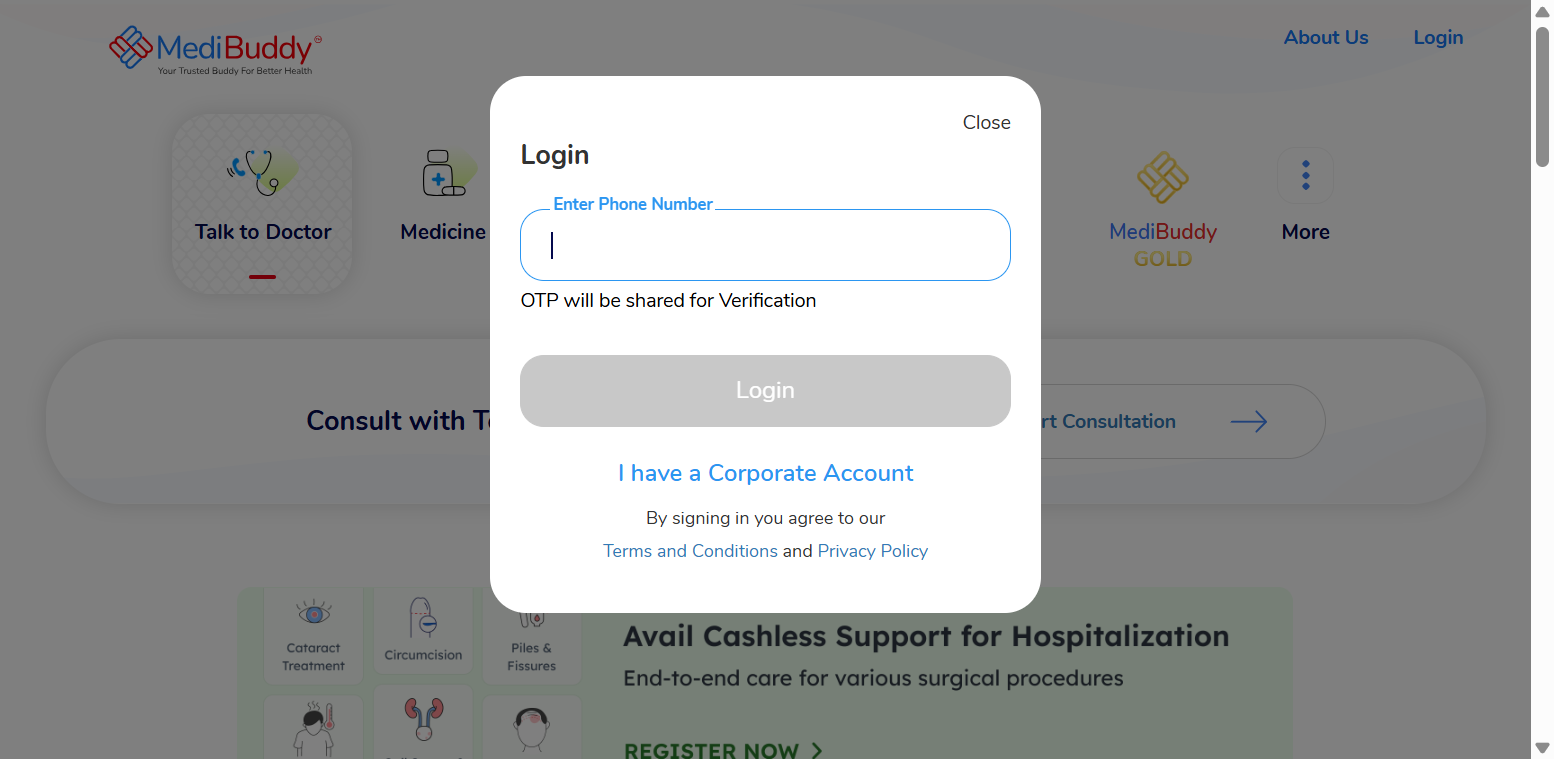 MediBuddy
Your Trusted Buddy For Better Health
About Us
Login
Talk to Doctor
Medicine
MediBuddy
GOLD
More
Close
Login
Enter Phone Number
OTP will be shared for Verification
Login
I have a Corporate Account
By signing in you agree to our
Terms and Conditions and Privacy Policy
Consult with
Consultation
Cataract
Treatment
Circumcision
Piles &
Fissures
Avail Cashless Support for Hospitalization
End-to-end care for various surgical procedures
REGISTER NOW